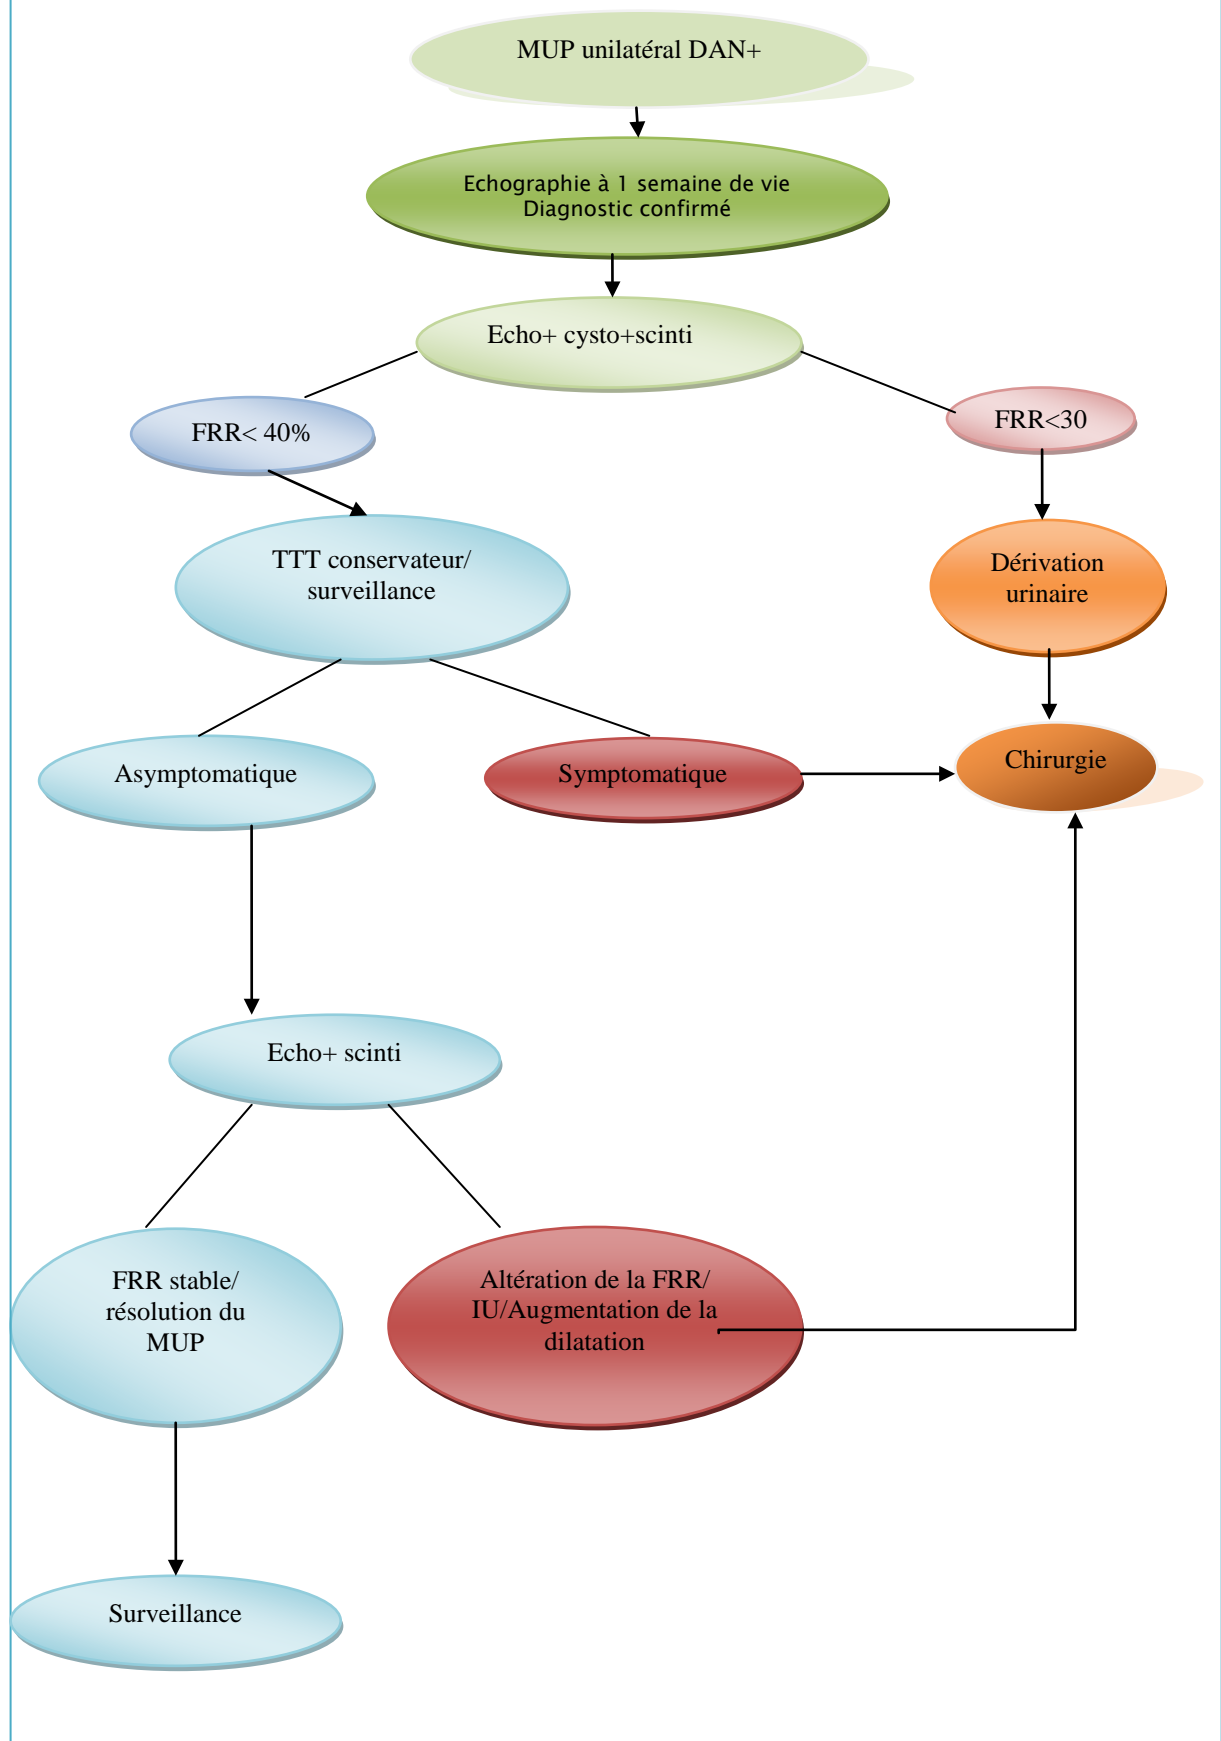 MUP unilatéral DAN+
Echographie à 1 semaine de vie
Diagnostic confirmé
Echo+ cysto+scinti
FRR< 40%
FRR<30
TTT conservateur/
surveillance
Dérivation
urinaire
Asymptomatique
Symptomatique
Chirurgie
Echo+ scinti
FRR stable/
résolution du
MUP
Altération de la FRR/
IU/Augmentation de la
dilatation
Surveillance